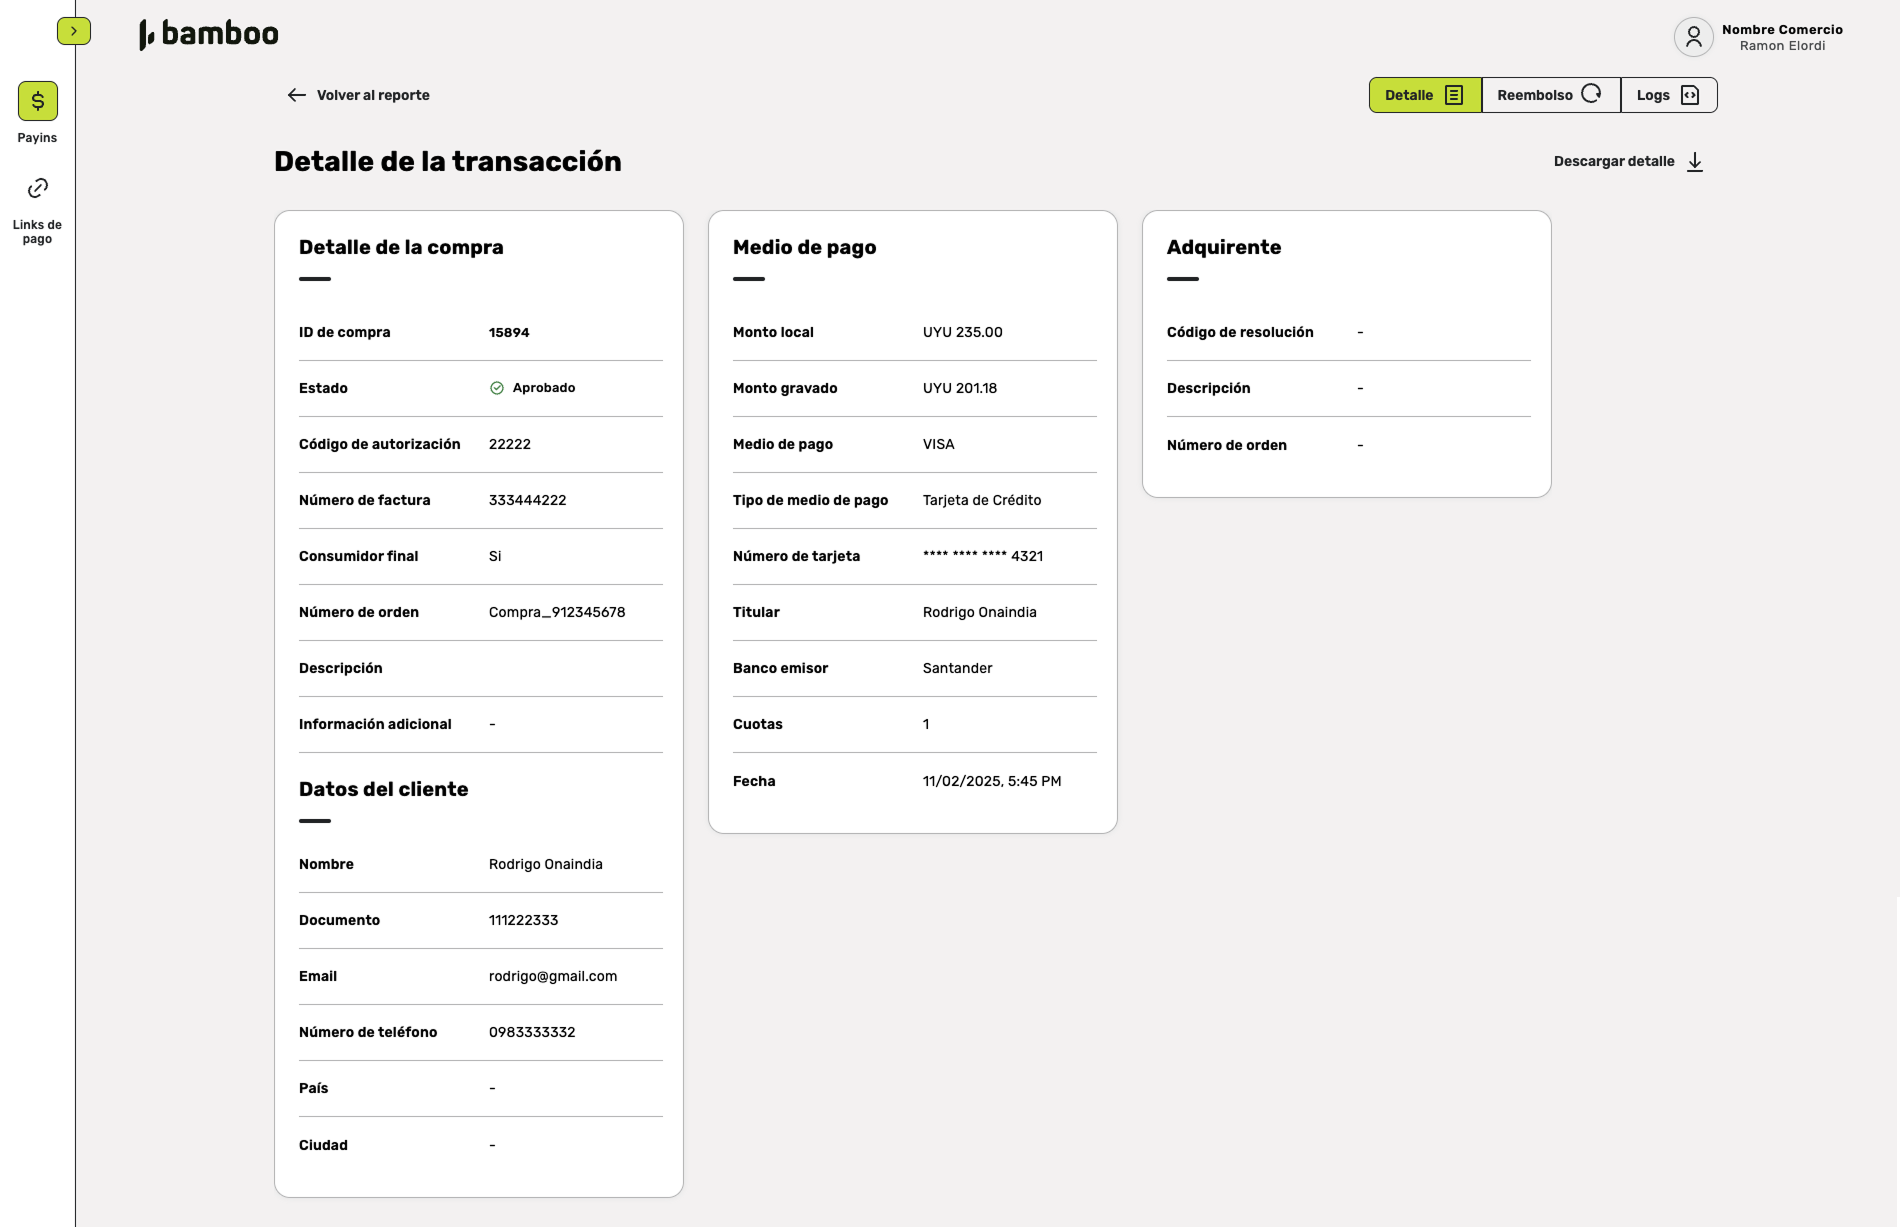 bamboo
Nombre Comercio
Ramon Elordi
$
Payins
Links de
pago
Volver al reporte
Detalle
Reembolso
Logs
Detalle de la transacción
Descargar detalle
Detalle de la compra
ID de compra 15894
Estado Aprobado
Código de autorización 22222
Número de factura 333444222
Consumidor final Si
Número de orden Compra_912345678
Descripción
Información adicional -
Datos del cliente
Nombre Rodrigo Onaindia
Documento 111222333
Email rodrigo@gmail.com
Número de teléfono 0983333332
País -
Ciudad -
Medio de pago
Monto local UYU 235.00
Monto gravado UYU 201.18
Medio de pago VISA
Tipo de medio de pago Tarjeta de Crédito
Número de tarjeta **** **** **** 4321
Titular Rodrigo Onaindia
Banco emisor Santander
Cuotas 1
Fecha 11/02/2025, 5:45 PM
Adquirente
Código de resolución -
Descripción -
Número de orden -